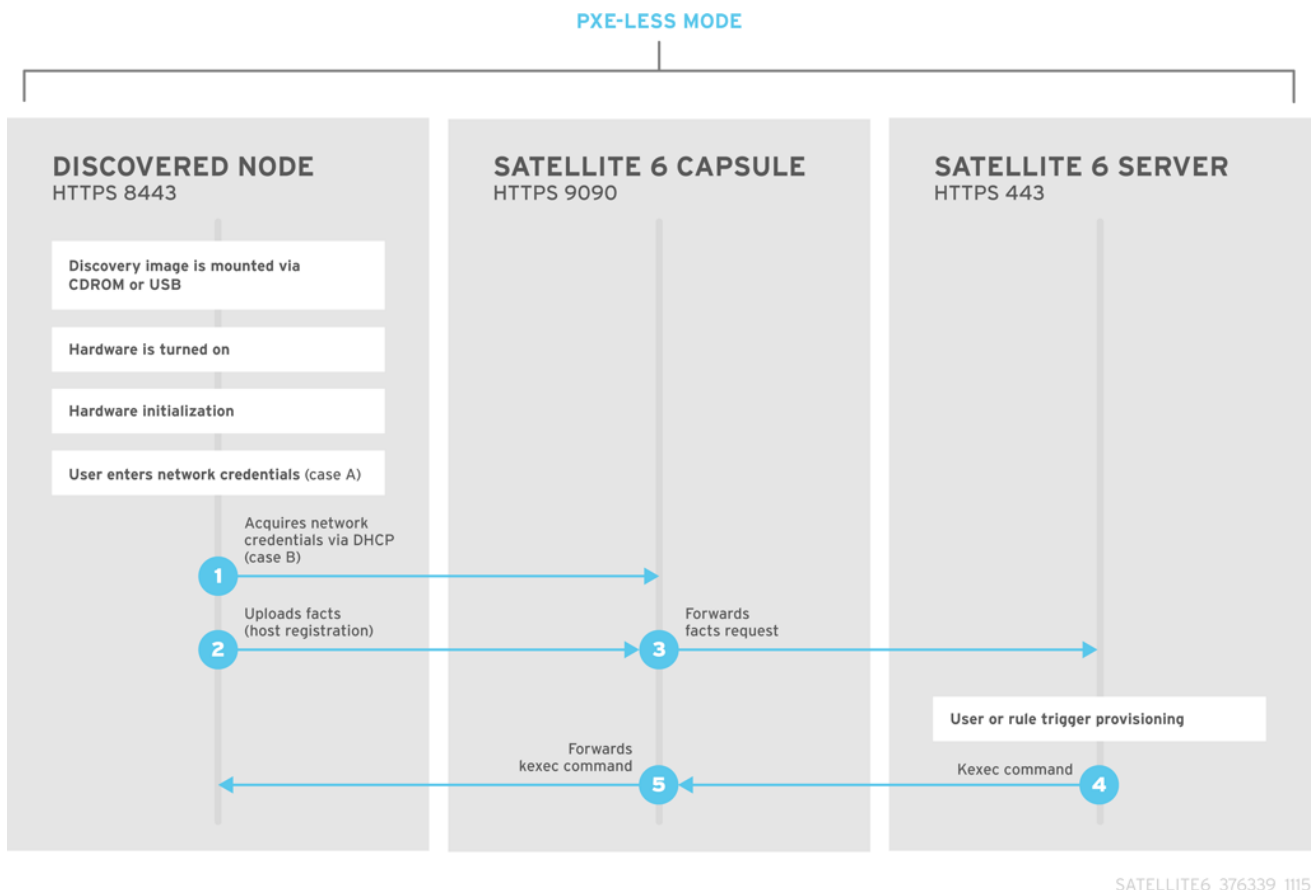 PXE-LESS MODE
DISCOVERED NODE
HTTPS 8443
SATELLITE 6 CAPSULE
HTTPS 9090
SATELLITE 6 SERVER
HTTPS 443
Discovery image is mounted via
CDROM or USB
Hardware is turned on
Hardware initialization
User enters network credentials (case A)
Acquires network
credentials via DHCP
(case B)
1
Uploads facts
(host registration)
2
Forwards
facts request
3
User or rule trigger provisioning
Kexec command
4
Forwards
kexec command
5
SATELLITE6_376339_1115